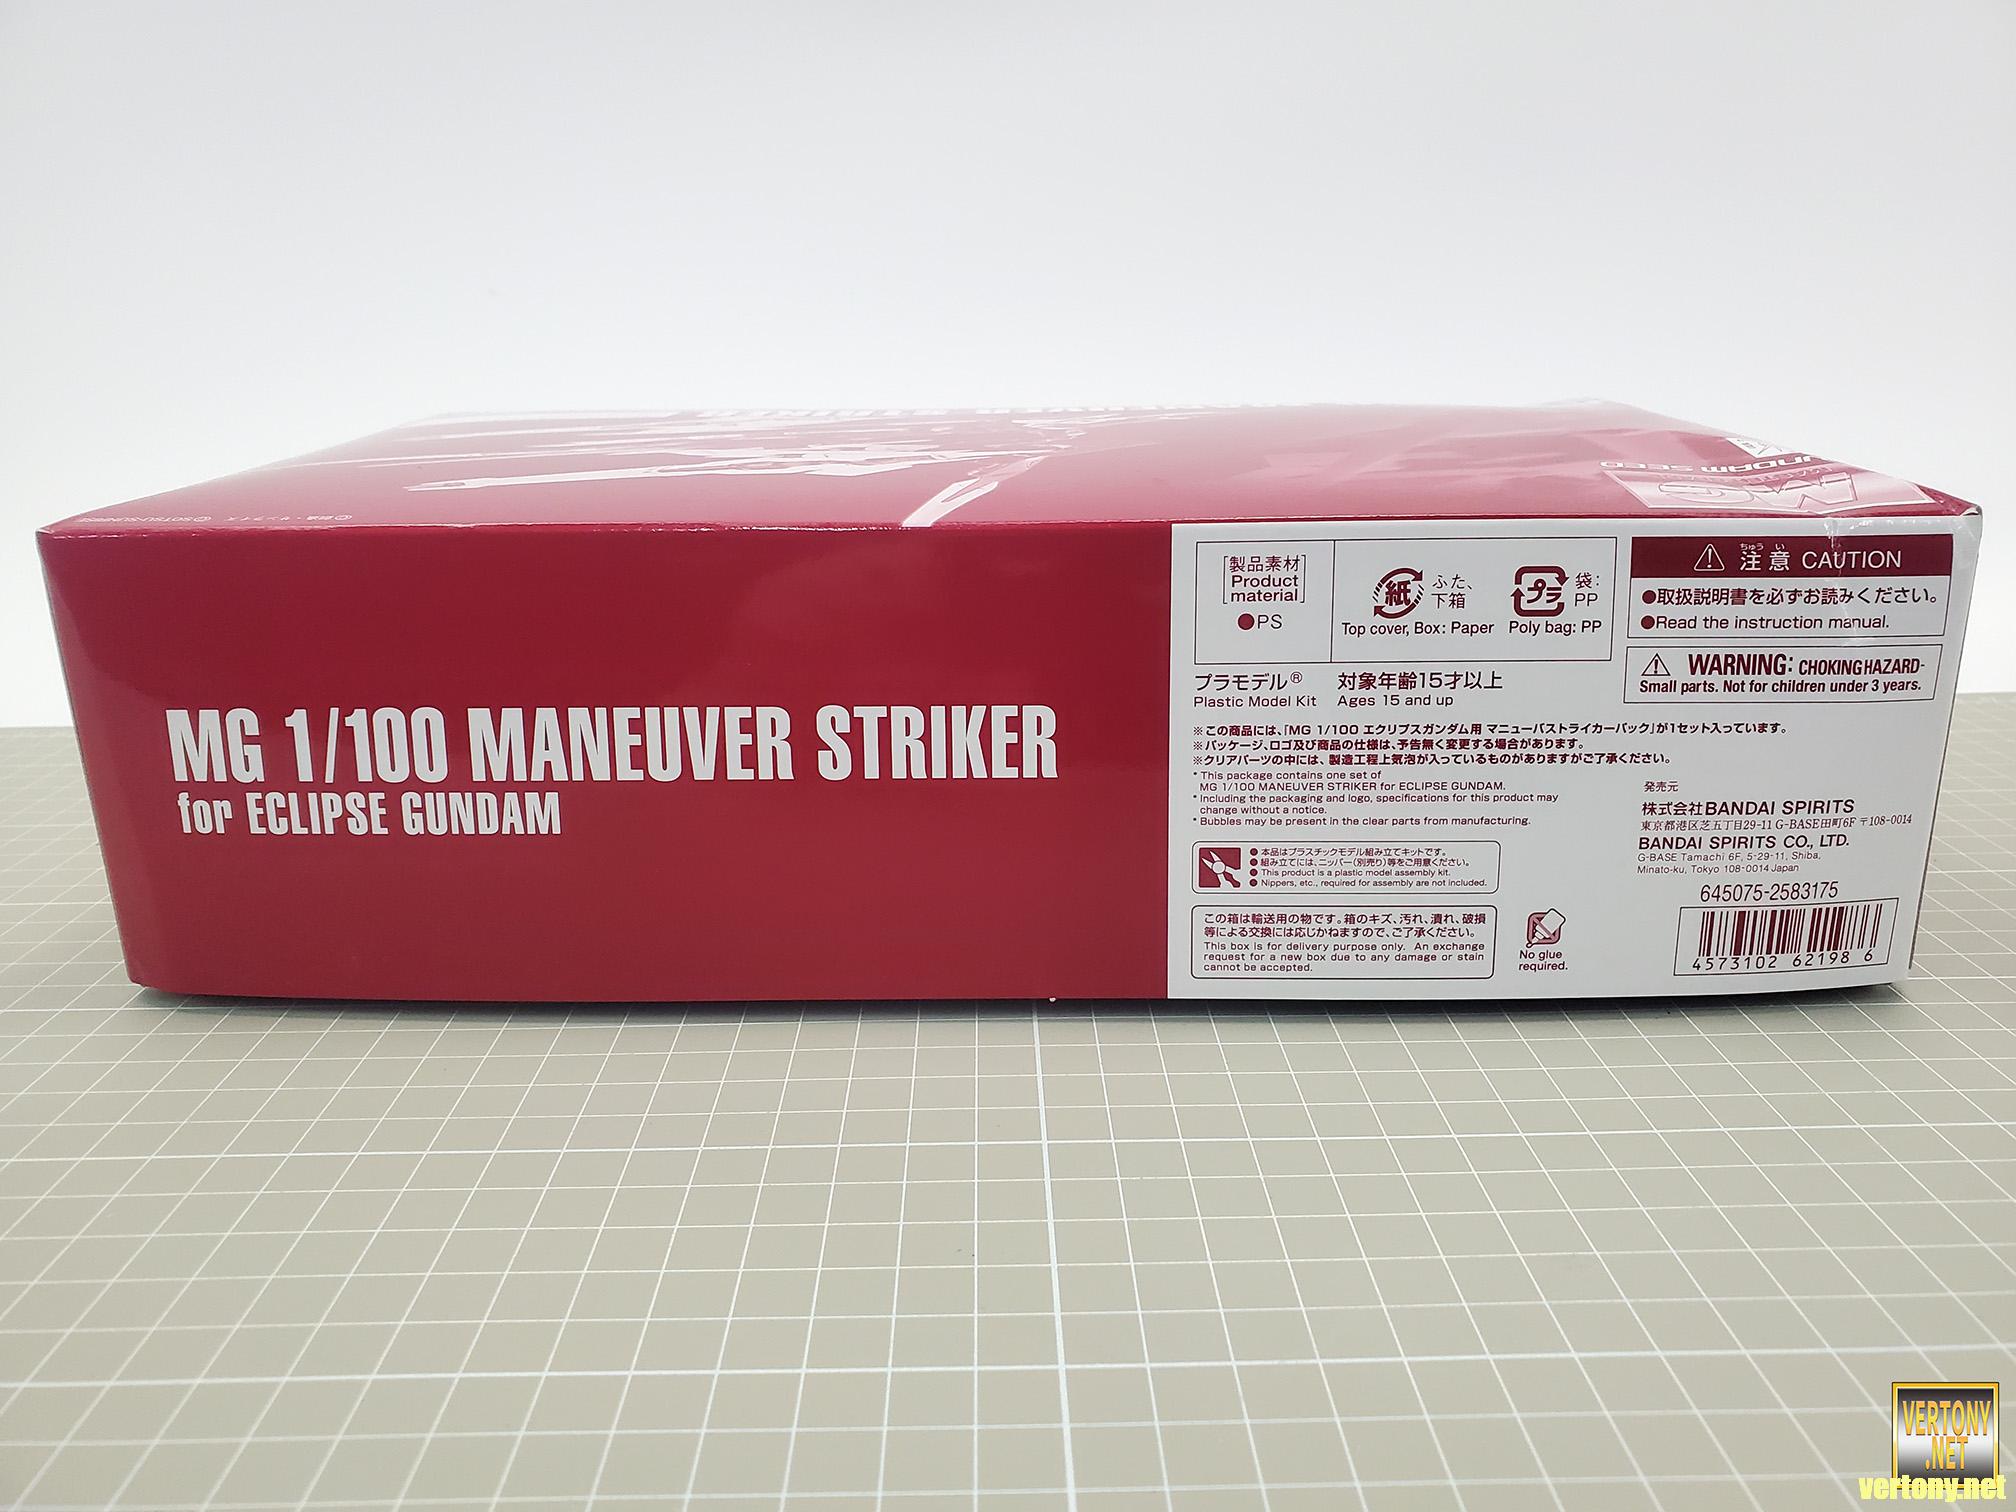 ©創通・サンライズ ©SOTSU・SUNRISE
MG 1/100 MANEUVER STRIKER
for ECLIPSE GUNDAM
[製品素材
Product
material]
●PS
紙
ふた、
下箱
Top cover, Box: Paper
プラ
袋:
PP
Poly bag: PP
ちゅう い
⚠ 注意 CAUTION
●取扱説明書を必ずお読みください。
●Read the instruction manual.
⚠ WARNING: CHOKING HAZARD-
Small parts. Not for children under 3 years.
プラモデル®
Plastic Model Kit
対象年齢15才以上
Ages 15 and up
※この商品には、「MG 1/100 エクリプスガンダム用 マニューバストライカーパック」が1セット入っています。
※パッケージ、ロゴ及び商品の仕様は、予告無く変更する場合があります。
※クリアパーツの中には、製造工程上気泡が入っているものがありますがご了承ください。
* This package contains one set of
MG 1/100 MANEUVER STRIKER for ECLIPSE GUNDAM.
* Including the packaging and logo, specifications for this product may
change without a notice.
* Bubbles may be present in the clear parts from manufacturing.
● 本品はプラスチックモデル組み立てキットです。
● 組み立てには、ニッパー(別売り)等をご用意ください。
● This product is a plastic model assembly kit.
● Nippers, etc., required for assembly are not included.
この箱は輸送用の物です。箱のキズ、汚れ、潰れ、破損
等による交換には応じかねますので、ご了承ください。
This box is for delivery purpose only. An exchange
request for a new box due to any damage or stain
cannot be accepted.
No glue
required.
発売元
株式会社BANDAI SPIRITS
東京都港区芝五丁目29-11 G-BASE田町6F 〒108-0014
BANDAI SPIRITS CO., LTD.
G-BASE Tamachi 6F, 5-29-11, Shiba,
Minato-ku, Tokyo 108-0014 Japan
645075-2583175
4573102 62198 6
VERTONY
.NET
vertony.net